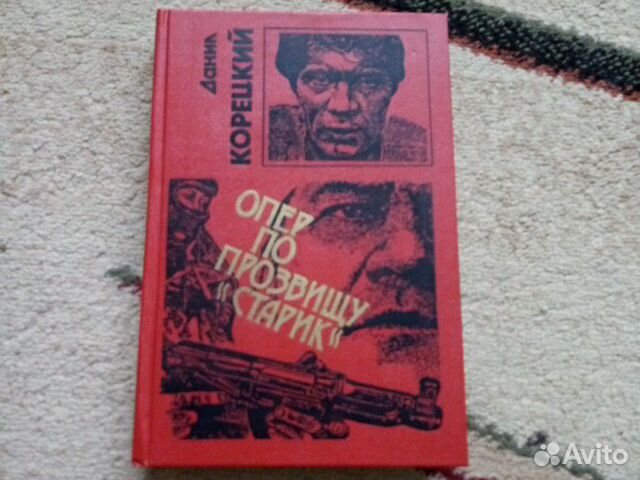 Данил
КОРЕЦКИЙ
ОПЕР
ПО
ПРОЗВИЩУ
"СТАРИК"
Avito